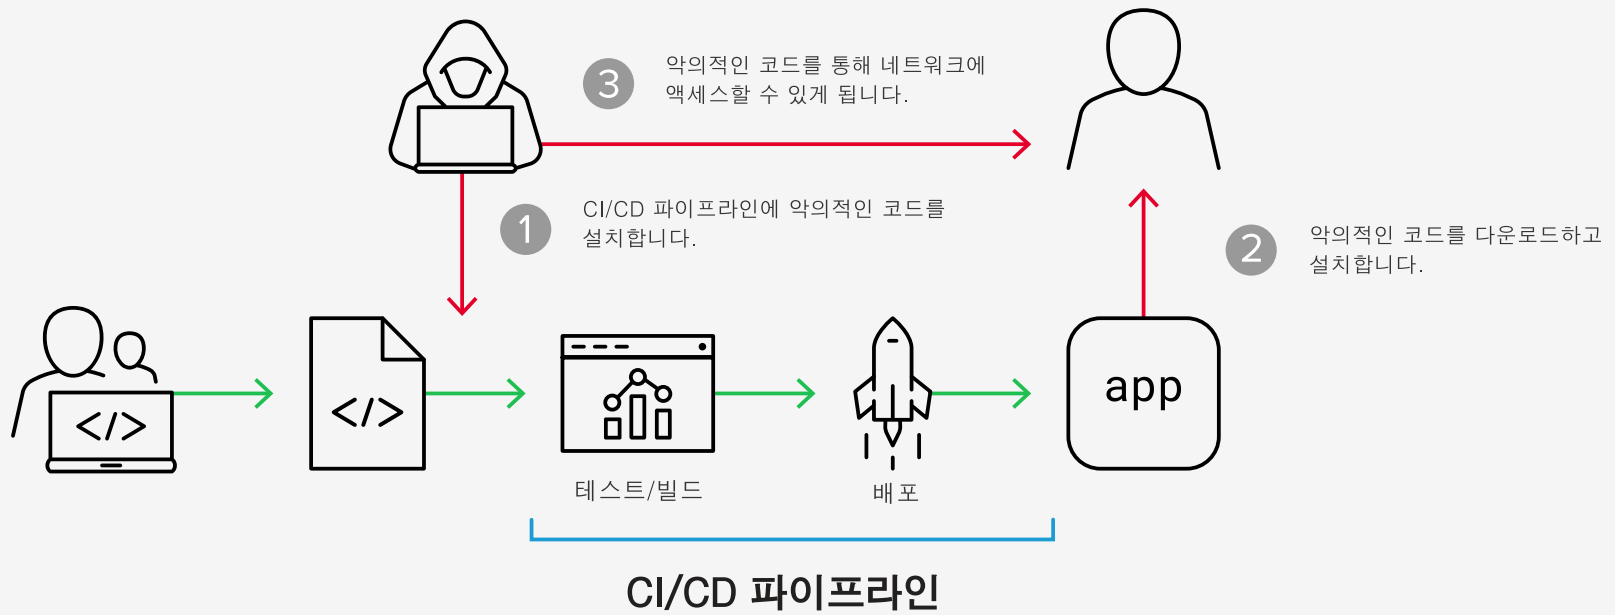 3
악의적인 코드를 통해 네트워크에
액세스할 수 있게 됩니다.
1
CI/CD 파이프라인에 악의적인 코드를
설치합니다.
2
악의적인 코드를 다운로드하고
설치합니다.
</>
</>
app
테스트/빌드
배포
CI/CD 파이프라인